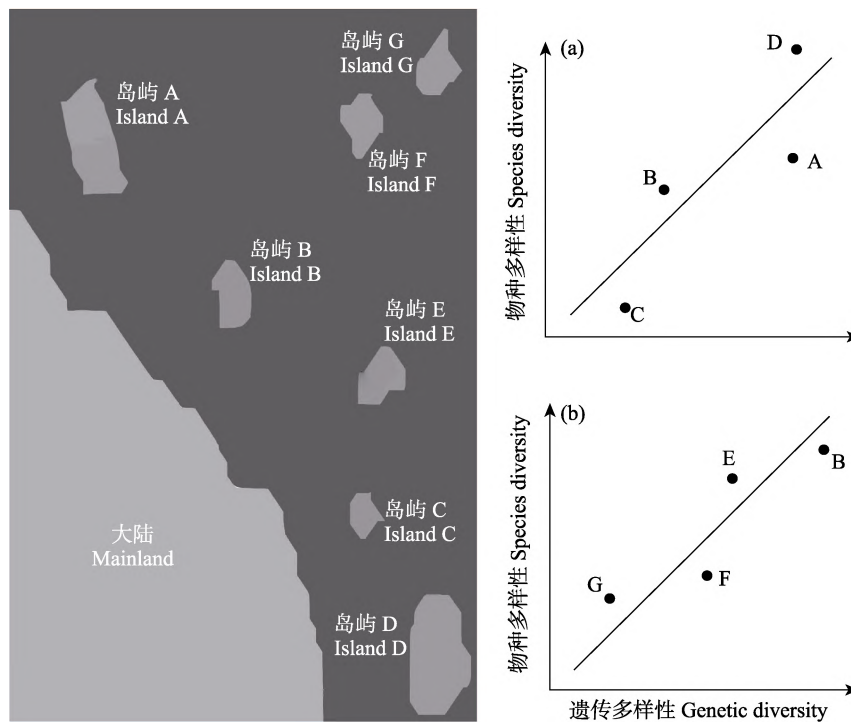 岛屿 A
Island A
岛屿 G
Island G
岛屿 F
Island F
岛屿 B
Island B
岛屿 E
Island E
岛屿 C
Island C
大陆
Mainland
岛屿 D
Island D
(a)
物种多样性 Species diversity
D
A
B
C
(b)
物种多样性 Species diversity
E
B
F
G
遗传多样性 Genetic diversity